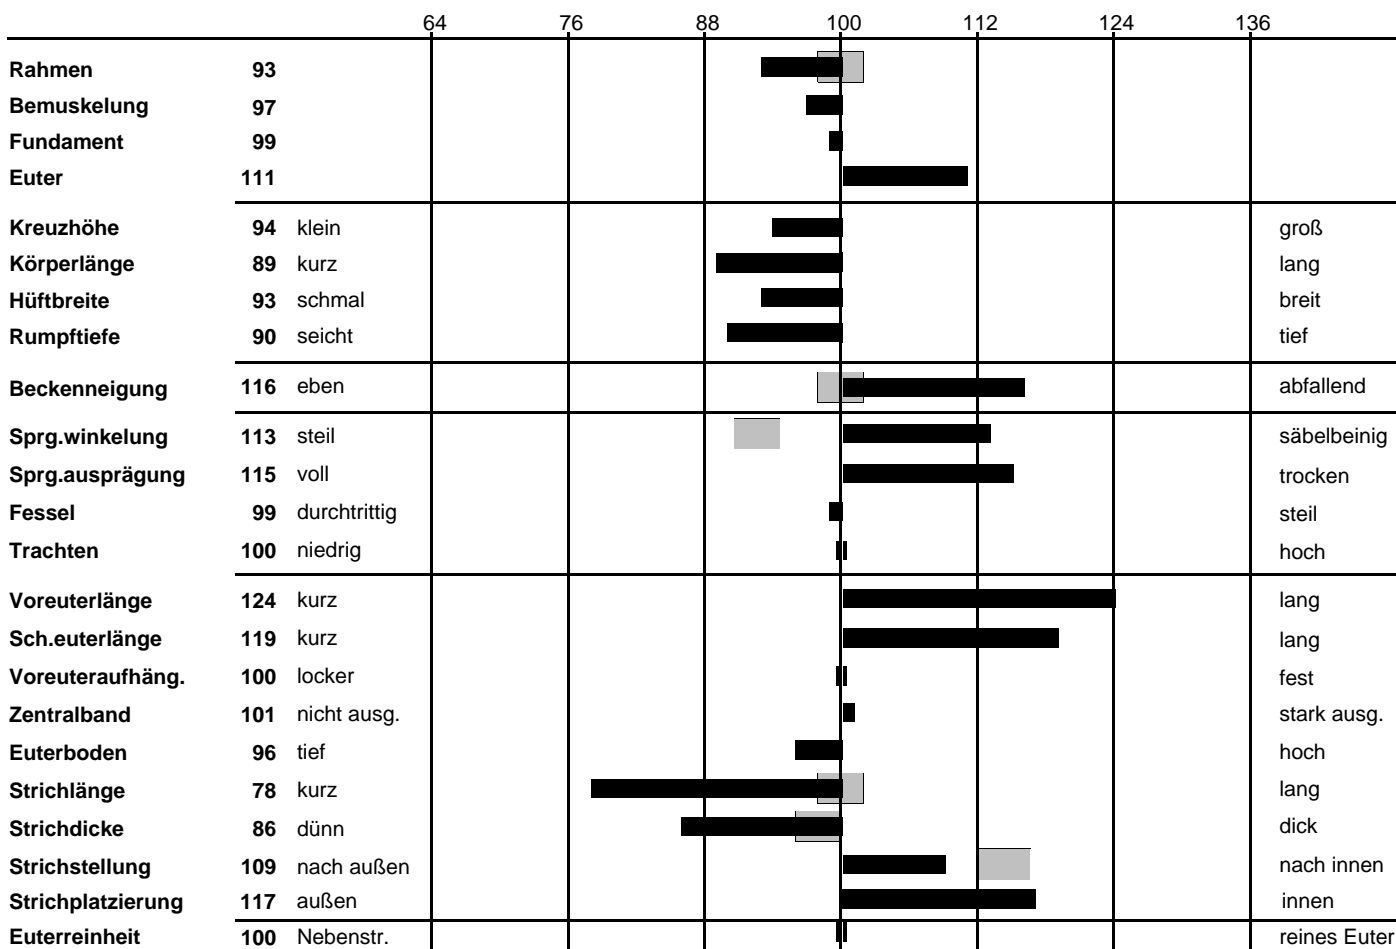 64 76 88 100 112 124 136
Rahmen 93
Bemuskelung 97
Fundament 99
Euter 111
Kreuzhöhe 94 klein groß
Körperlänge 89 kurz lang
Hüftbreite 93 schmal breit
Rumpftiefe 90 seicht tief
Beckenneigung 116 eben abfallend
Sprg.winkelung 113 steil säbelbeinig
Sprg.ausprägung 115 voll trocken
Fessel 99 durchtrittig steil
Trachten 100 niedrig hoch
Voreuterlänge 124 kurz lang
Sch.euterlänge 119 kurz lang
Voreuteraufhäng. 100 locker fest
Zentralband 101 nicht ausg. stark ausg.
Euterboden 96 tief hoch
Strichlänge 78 kurz lang
Strichdicke 86 dünn dick
Strichstellung 109 nach außen nach innen
Strichplatzierung 117 außen innen
Euterreinheit 100 Nebenstr. reines Euter